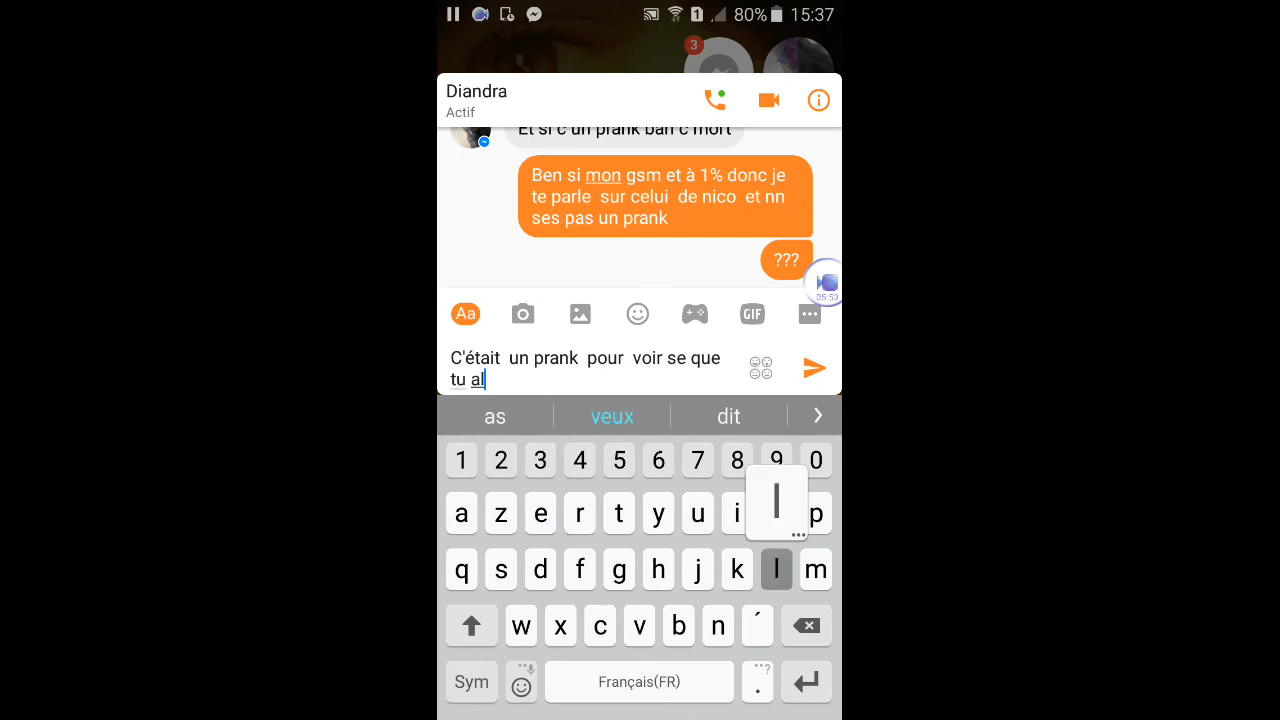 1 80% 15:37
3
Diandra
Actif
Et si c un prank bah c mort
Ben si mon gsm et à 1% donc je
te parle sur celui de nico et nn
ses pas un prank
???
05:52
Aa
GIF
C'était un prank pour voir se que
tu al
as veux dit
1 2 3 4 5 6 7 8 9 0
a z e r t y u i l p
q s d f g h j k l m
w x c v b n ´
Sym Français(FR) . ?